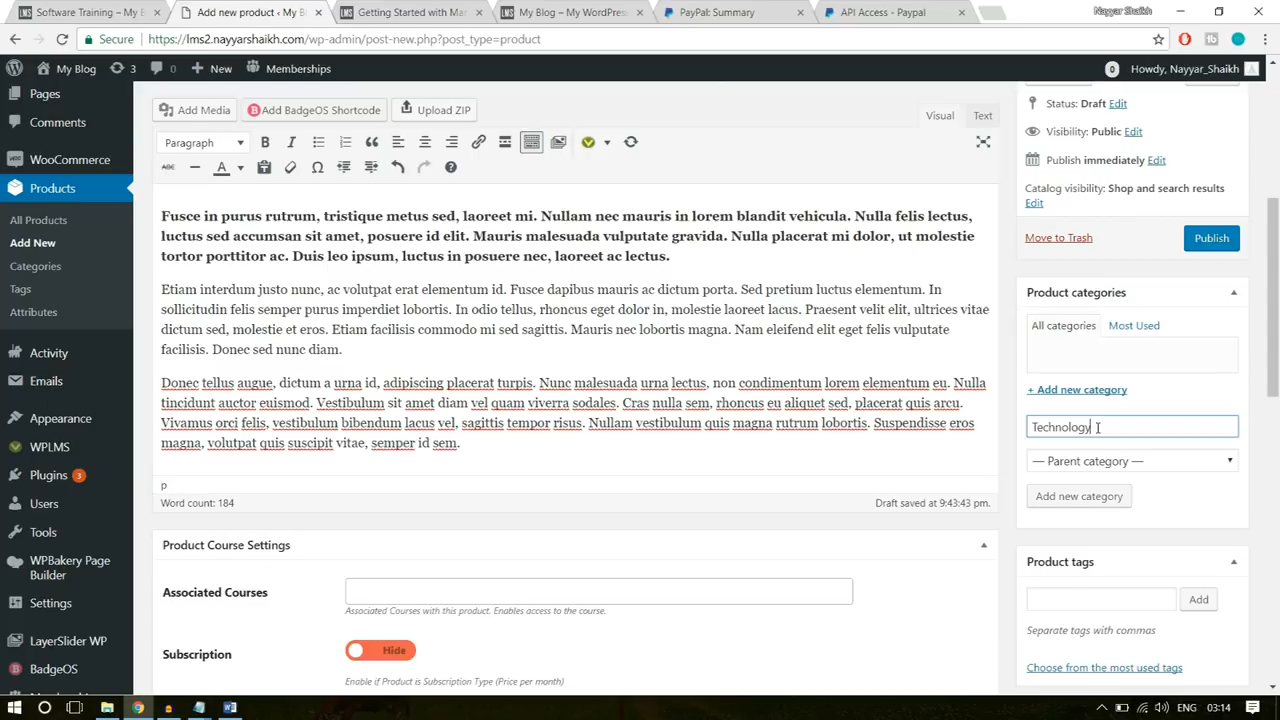 Software Training – My B
Add new product ‹ My B
Getting Started with Ma
My Blog – My WordPress
PayPal: Summary
API Access - Paypal
Nayyar Shaikh
Secure
https://lms2.nayyarshaikh.com/wp-admin/post-new.php?post_type=product
My Blog
3
New
Memberships
0
Howdy, Nayyar_Shaikh
Pages
Comments
WooCommerce
Products
All Products
Add New
Categories
Tags
Attributes
Activity
Emails
Appearance
WPLMS
Plugins 3
Users
Tools
WPBakery Page
Builder
Settings
LayerSlider WP
BadgeOS
Add Media
Add BadgeOS Shortcode
Upload ZIP
Visual
Text
Paragraph
Fusce in purus rutrum, tristique metus sed, laoreet mi. Nullam nec mauris in lorem blandit vehicula. Nulla felis lectus,
luctus sed accumsan sit amet, posuere id elit. Mauris malesuada vulputate gravida. Nulla placerat mi dolor, ut molestie
tortor porttitor ac. Duis leo ipsum, luctus in posuere nec, laoreet ac lectus.
Etiam interdum justo nunc, ac volutpat erat elementum id. Fusce dapibus mauris ac dictum porta. Sed pretium luctus elementum. In
sollicitudin felis semper purus imperdiet lobortis. In odio tellus, rhoncus eget dolor in, molestie laoreet lacus. Praesent velit elit, ultrices vitae
dictum sed, molestie et eros. Etiam facilisis commodo mi sed sagittis. Mauris nec lobortis magna. Nam eleifend elit eget felis vulputate
facilisis. Donec sed nunc diam.
Donec tellus augue, dictum a urna id, adipiscing placerat turpis. Nunc malesuada urna lectus, non condimentum lorem elementum eu. Nulla
tincidunt auctor euismod. Vestibulum sit amet diam vel quam viverra sodales. Cras nulla sem, rhoncus eu aliquet sed, placerat quis arcu.
Vivamus orci felis, vestibulum bibendum lacus vel, sagittis tempor risus. Nullam vestibulum quis magna rutrum lobortis. Suspendisse eros
magna, volutpat quis suscipit vitae, semper id sem.
p
Word count: 184
Draft saved at 9:43:43 pm.
Product Course Settings
Associated Courses
Associated Courses with this product. Enables access to the course.
Subscription
Hide
Enable if Product is Subscription Type (Price per month)
Status: Draft Edit
Visibility: Public Edit
Publish immediately Edit
Catalog visibility: Shop and search results
Edit
Move to Trash
Publish
Product categories
All categories
Most Used
+ Add new category
Technology
— Parent category —
Add new category
Product tags
Add
Separate tags with commas
Choose from the most used tags
ENG
03:14